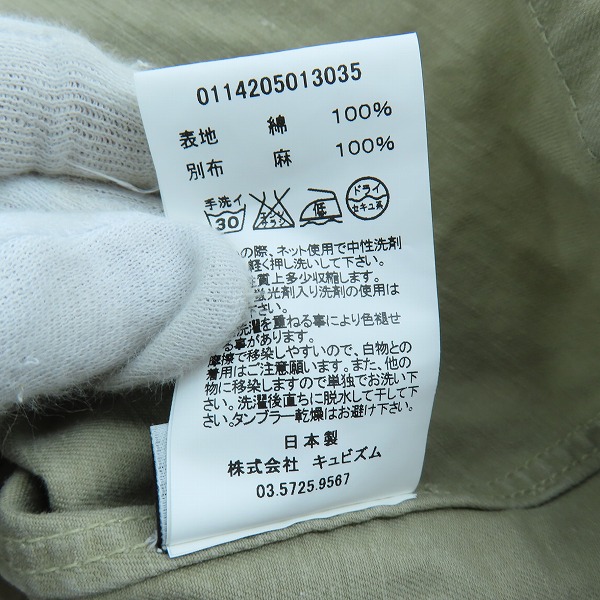 0114205013035
表地 綿 100%
別布 麻 100%
手洗イ 30 エンソサラシ 低 ドライ セキユ系
の際、ネット使用で中性洗剤
軽く押し洗いして下さい。
質上多少収縮します。
蛍光剤入り洗剤の使用は
洗濯を重ねる事により色褪せ
る事があります。
摩擦で移染しやすいので、白物との
着用はご注意願います。また、他の
物に移染しますので単独でお洗い下
さい。洗濯後直ちに脱水して干して下
さい。タンブラー乾燥はお避け下さい。
日本製
株式会社 キュビズム
03.5725.9567